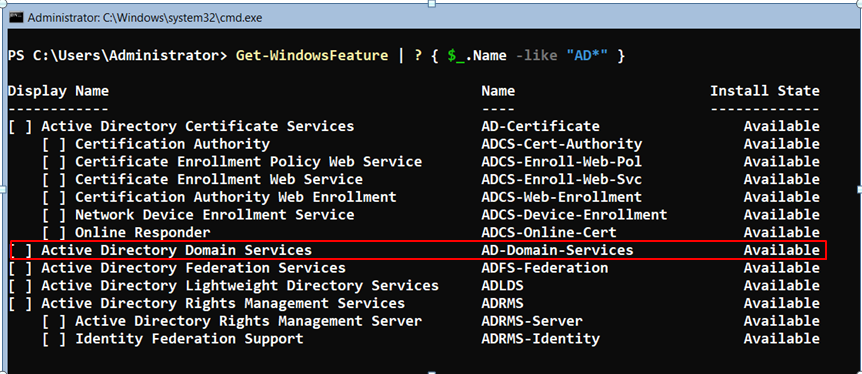 Administrator: C:\Windows\system32\cmd.exe
PS C:\Users\Administrator> Get-WindowsFeature | ? { $_.Name -like "AD*" }
Display Name Name Install State
------------ ---- -------------
[ ] Active Directory Certificate Services AD-Certificate Available
[ ] Certification Authority ADCS-Cert-Authority Available
[ ] Certificate Enrollment Policy Web Service ADCS-Enroll-Web-Pol Available
[ ] Certificate Enrollment Web Service ADCS-Enroll-Web-Svc Available
[ ] Certification Authority Web Enrollment ADCS-Web-Enrollment Available
[ ] Network Device Enrollment Service ADCS-Device-Enrollment Available
[ ] Online Responder ADCS-Online-Cert Available
[ ] Active Directory Domain Services AD-Domain-Services Available
[ ] Active Directory Federation Services ADFS-Federation Available
[ ] Active Directory Lightweight Directory Services ADLDS Available
[ ] Active Directory Rights Management Services ADRMS Available
[ ] Active Directory Rights Management Server ADRMS-Server Available
[ ] Identity Federation Support ADRMS-Identity Available